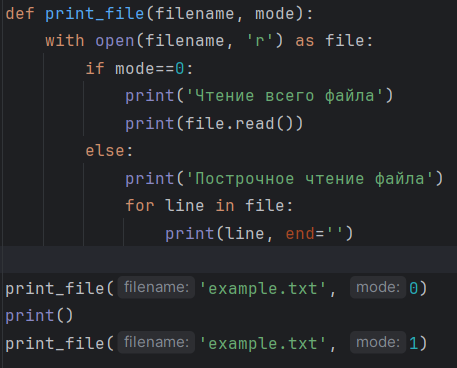 def print_file(filename, mode):
    with open(filename, 'r') as file:
        if mode==0:
            print('Чтение всего файла')
            print(file.read())
        else:
            print('Построчное чтение файла')
            for line in file:
                print(line, end='')

print_file( filename: 'example.txt', mode: 0)
print()
print_file( filename: 'example.txt', mode: 1)